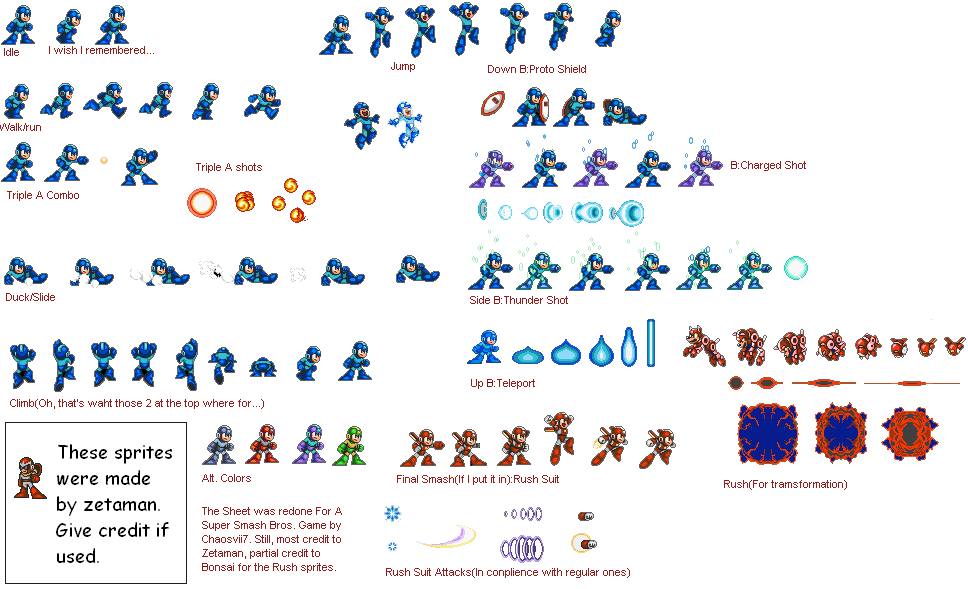 Idle
I wish I remembered...
Jump
Down B:Proto Shield
Walk/run
Triple A Combo
Triple A shots
B:Charged Shot
Duck/Slide
Side B:Thunder Shot
Up B:Teleport
Climb(Oh, that's waht those 2 at the top where for...)
Alt. Colors
Final Smash(If I put it in):Rush Suit
Rush(For tramsformation)
These sprites
were made
by zetaman.
Give credit if
used.
The Sheet was redone For A
Super Smash Bros. Game by
Chaosvii7. Still, most credit to
Zetaman, partial credit to
Bonsai for the Rush sprites.
Rush Suit Attacks(In conplience with regular ones)